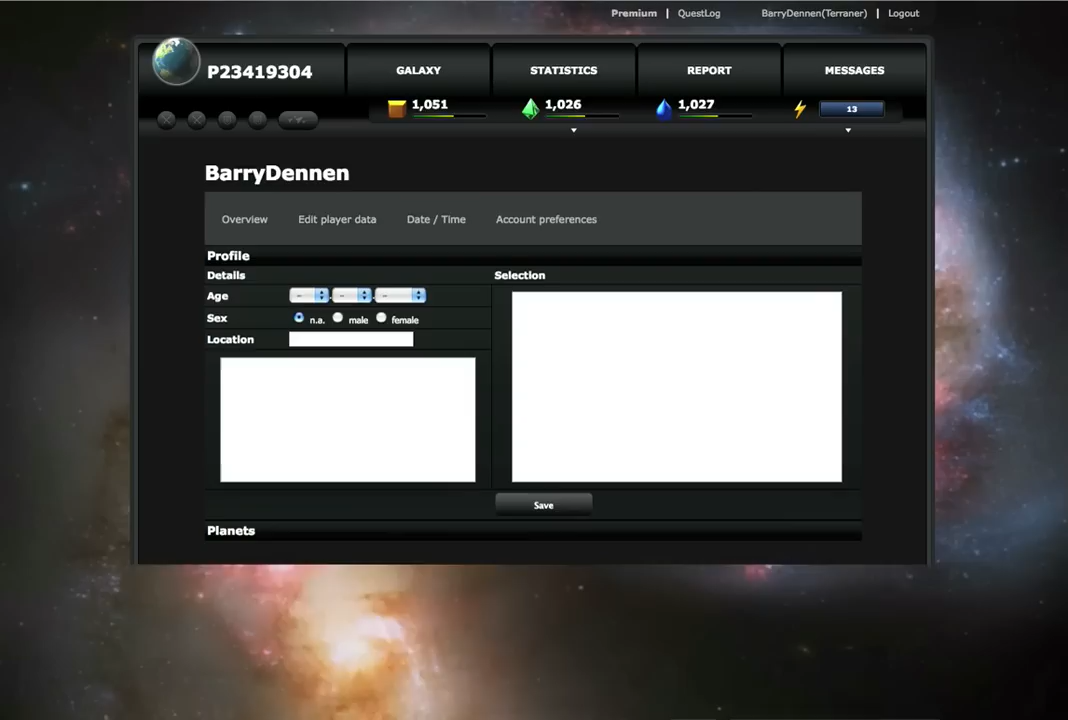 Premium | QuestLog BarryDennen(Terraner) | Logout
P23419304 GALAXY STATISTICS REPORT MESSAGES
1,051 1,026 1,027 13
BarryDennen
Overview Edit player data Date / Time Account preferences
Profile
Details Selection
Age - . - . -
Sex n.a. male female
Location
Save
Planets